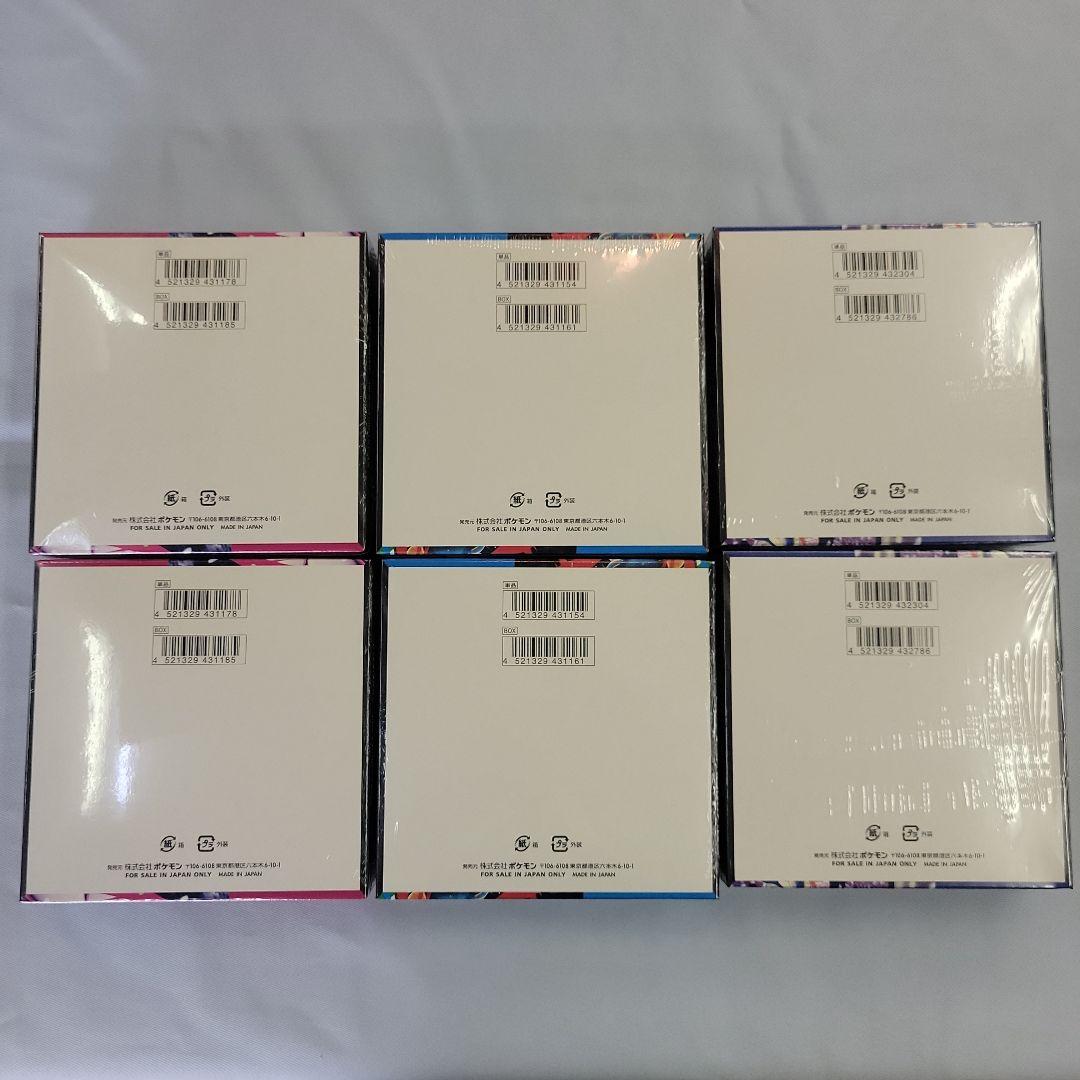 単品
4 521329 431178
BOX
4 521329 431185
紙 箱 プラ 外装
発売元 株式会社ポケモン 〒106-6108 東京都港区六本木6-10-1
FOR SALE IN JAPAN ONLY MADE IN JAPAN
単品
4 521329 431154
BOX
4 521329 431161
紙 箱 プラ 外装
発売元 株式会社ポケモン 〒106-6108 東京都港区六本木6-10-1
FOR SALE IN JAPAN ONLY MADE IN JAPAN
単品
4 521329 432304
BOX
4 521329 432786
紙 箱 プラ 外装
発売元 株式会社ポケモン 〒106-6108 東京都港区六本木6-10-1
FOR SALE IN JAPAN ONLY MADE IN JAPAN
単品
4 521329 431178
BOX
4 521329 431185
紙 箱 プラ 外装
発売元 株式会社ポケモン 〒106-6108 東京都港区六本木6-10-1
FOR SALE IN JAPAN ONLY MADE IN JAPAN
単品
4 521329 431154
BOX
4 521329 431161
紙 箱 プラ 外装
発売元 株式会社ポケモン 〒106-6108 東京都港区六本木6-10-1
FOR SALE IN JAPAN ONLY MADE IN JAPAN
単品
4 521329 432304
BOX
4 521329 432786
紙 箱 プラ 外装
発売元 株式会社ポケモン 〒106-6108 東京都港区六本木6-10-1
FOR SALE IN JAPAN ONLY MADE IN JAPAN